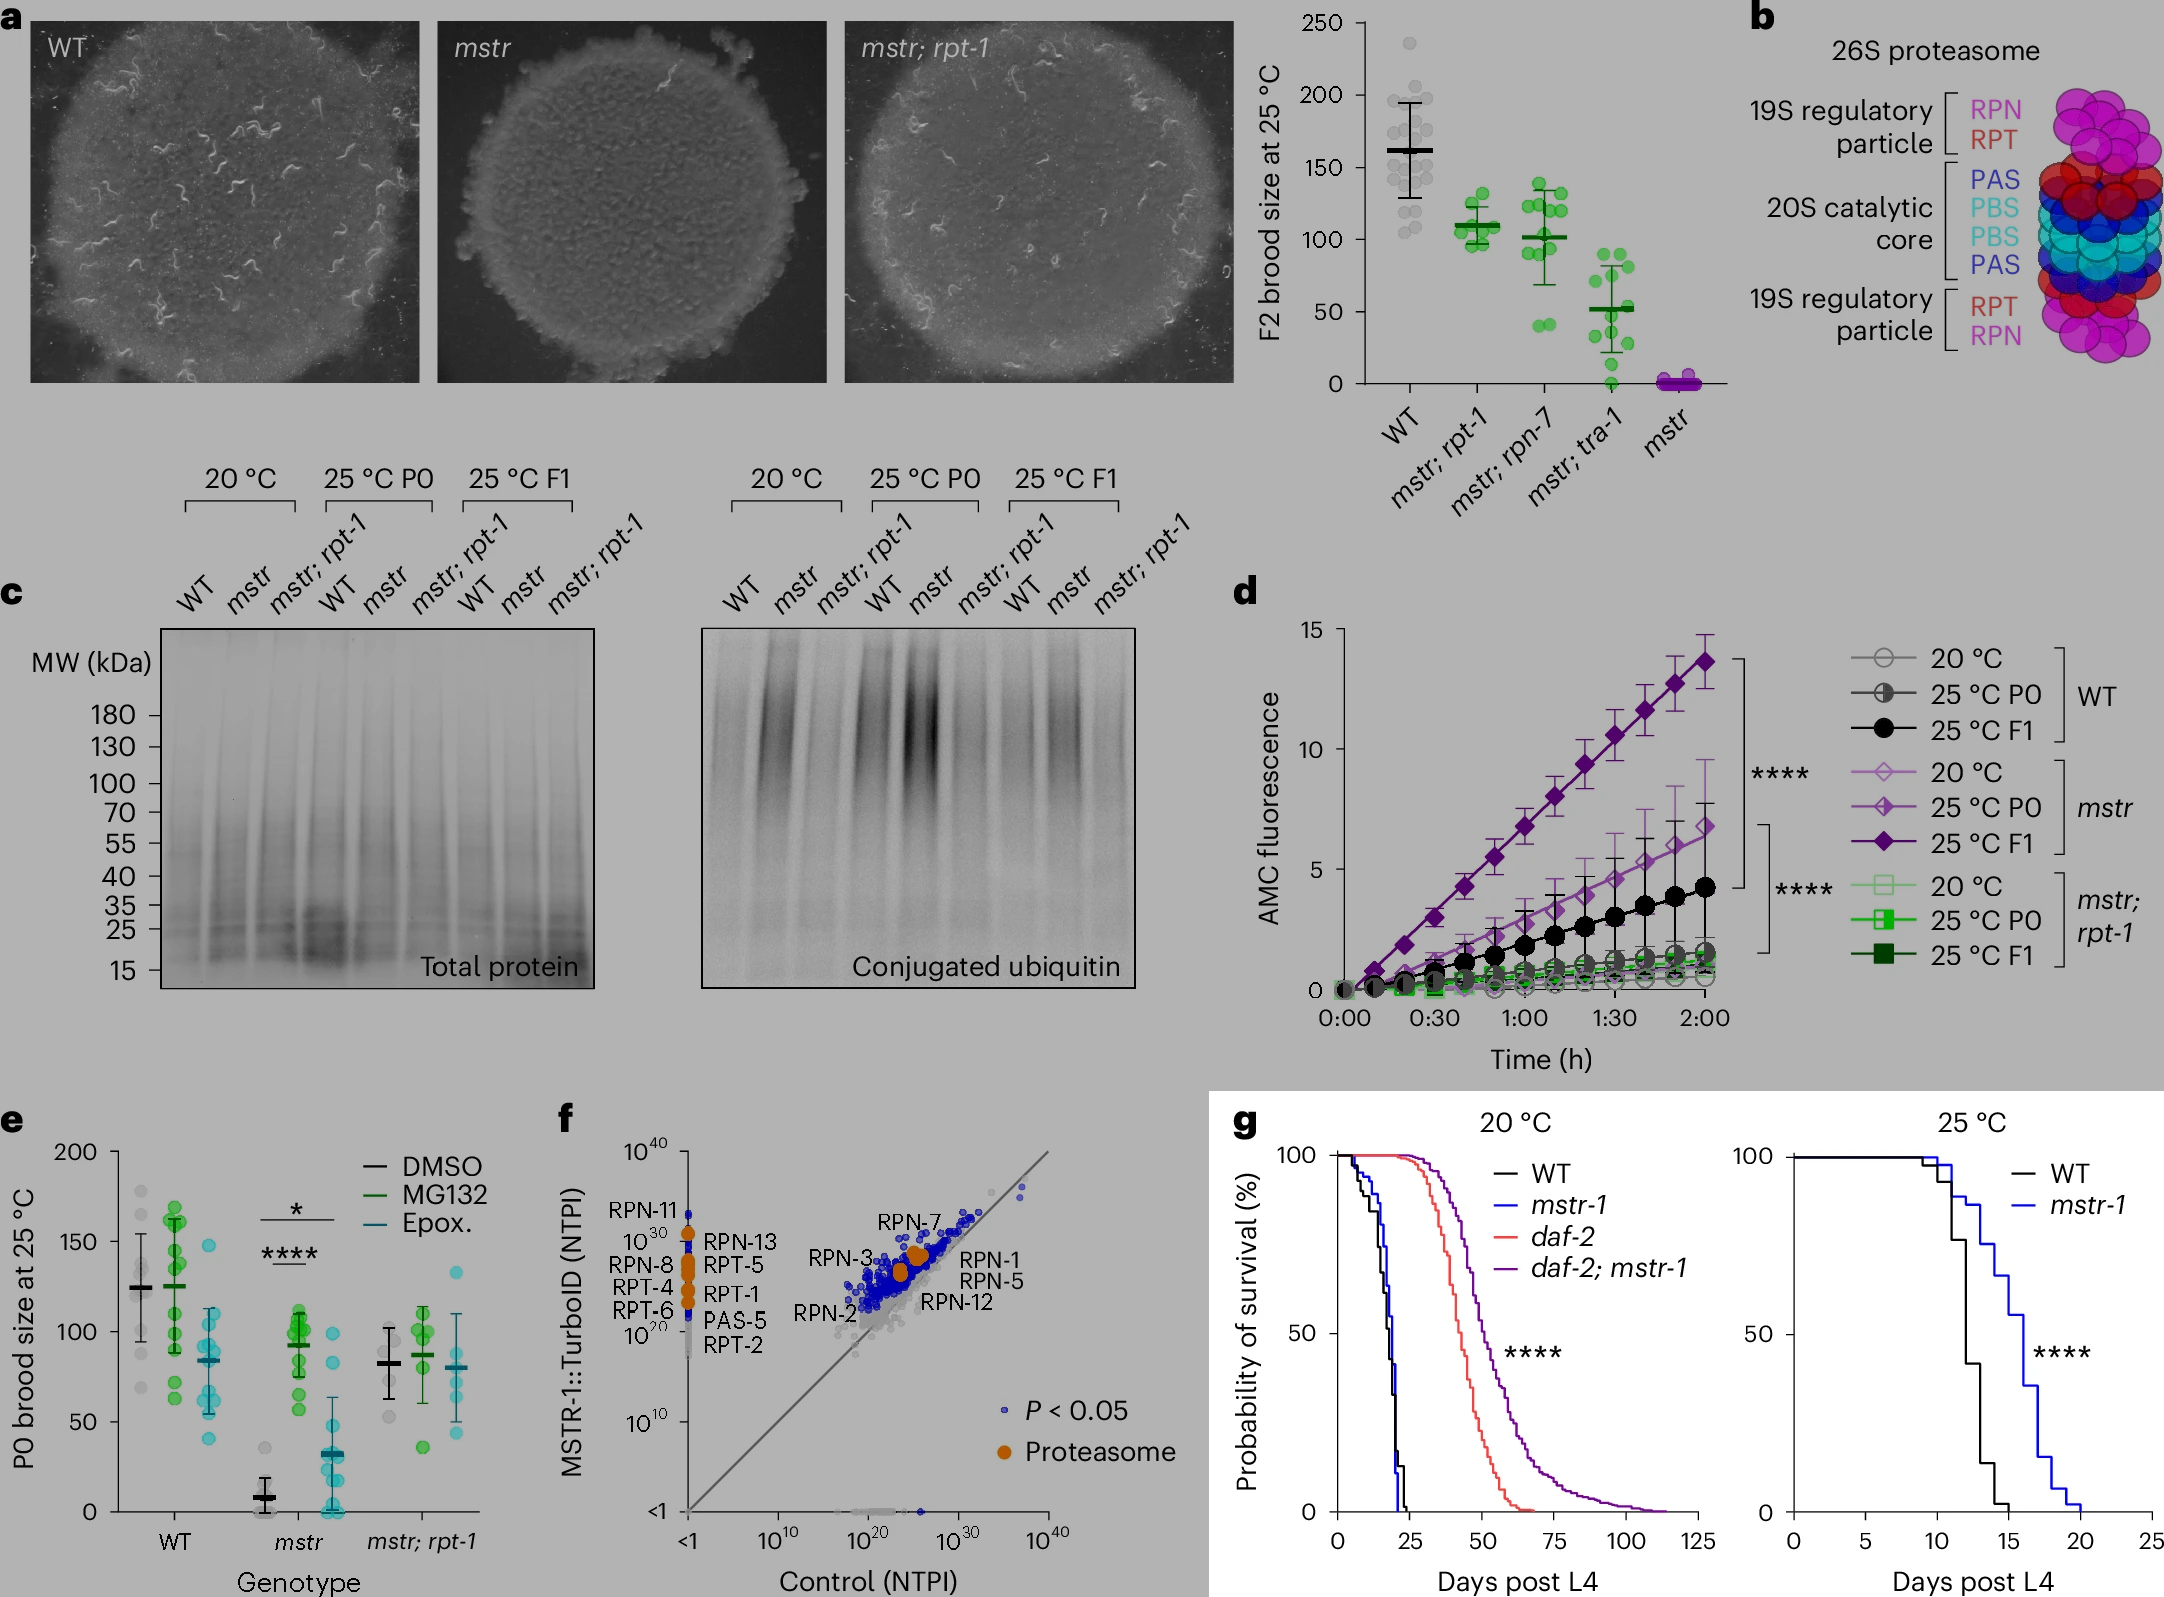 a
WT
mstr
mstr; rpt-1
F2 brood size at 25 °C
250
200
150
100
50
0
WT
mstr; rpt-1
mstr; rpn-7
mstr; tra-1
mstr
b
26S proteasome
19S regulatory
particle
RPN
RPT
20S catalytic
core
PAS
PBS
PBS
PAS
19S regulatory
particle
RPT
RPN
c
20 °C
25 °C P0
25 °C F1
WT
mstr
mstr; rpt-1
WT
mstr
mstr; rpt-1
WT
mstr
mstr; rpt-1
MW (kDa)
180
130
100
70
55
40
35
25
15
Total protein
20 °C
25 °C P0
25 °C F1
WT
mstr
mstr; rpt-1
WT
mstr
mstr; rpt-1
WT
mstr
mstr; rpt-1
Conjugated ubiquitin
d
AMC fluorescence
15
10
5
0
0:00
0:30
1:00
1:30
2:00
Time (h)
****
****
20 °C
25 °C P0
25 °C F1
WT
20 °C
25 °C P0
25 °C F1
mstr
20 °C
25 °C P0
25 °C F1
mstr;
rpt-1
e
P0 brood size at 25 °C
200
150
100
50
0
DMSO
MG132
Epox.
*
****
WT
mstr
mstr; rpt-1
Genotype
f
MSTR-1::TurboID (NTPI)
10^40
10^30
10^20
10^10
<1
RPN-11
RPN-13
RPN-8
RPT-5
RPT-4
RPT-1
RPT-6
PAS-5
RPT-2
RPN-7
RPN-3
RPN-1
RPN-5
RPN-12
RPN-2
P < 0.05
Proteasome
<1
10^10
10^20
10^30
10^40
Control (NTPI)
g
20 °C
Probability of survival (%)
100
50
0
WT
mstr-1
daf-2
daf-2; mstr-1
****
0
25
50
75
100
125
Days post L4
25 °C
100
50
0
WT
mstr-1
****
0
5
10
15
20
25
Days post L4